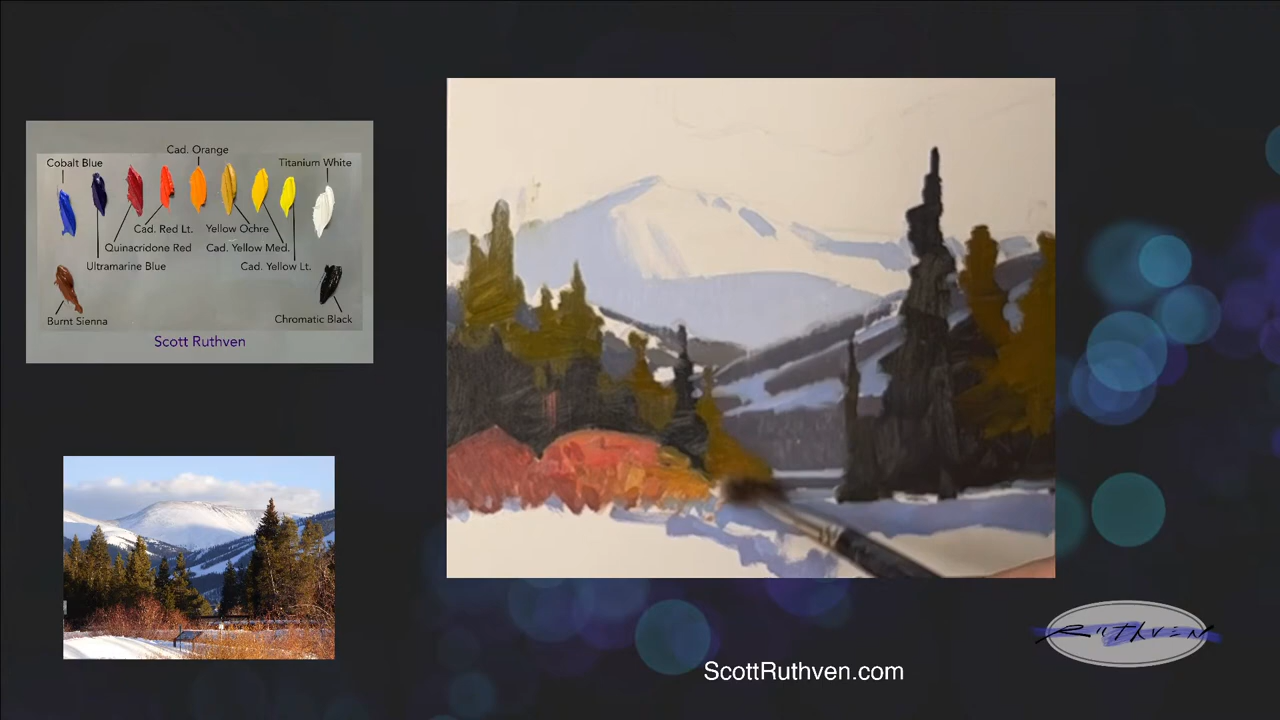 Cad. Orange
Cobalt Blue
Titanium White
Cad. Red Lt.
Yellow Ochre
Quinacridone Red
Cad. Yellow Med.
Ultramarine Blue
Cad. Yellow Lt.
Burnt Sienna
Chromatic Black
Scott Ruthven
RUTHVEN
ScottRuthven.com